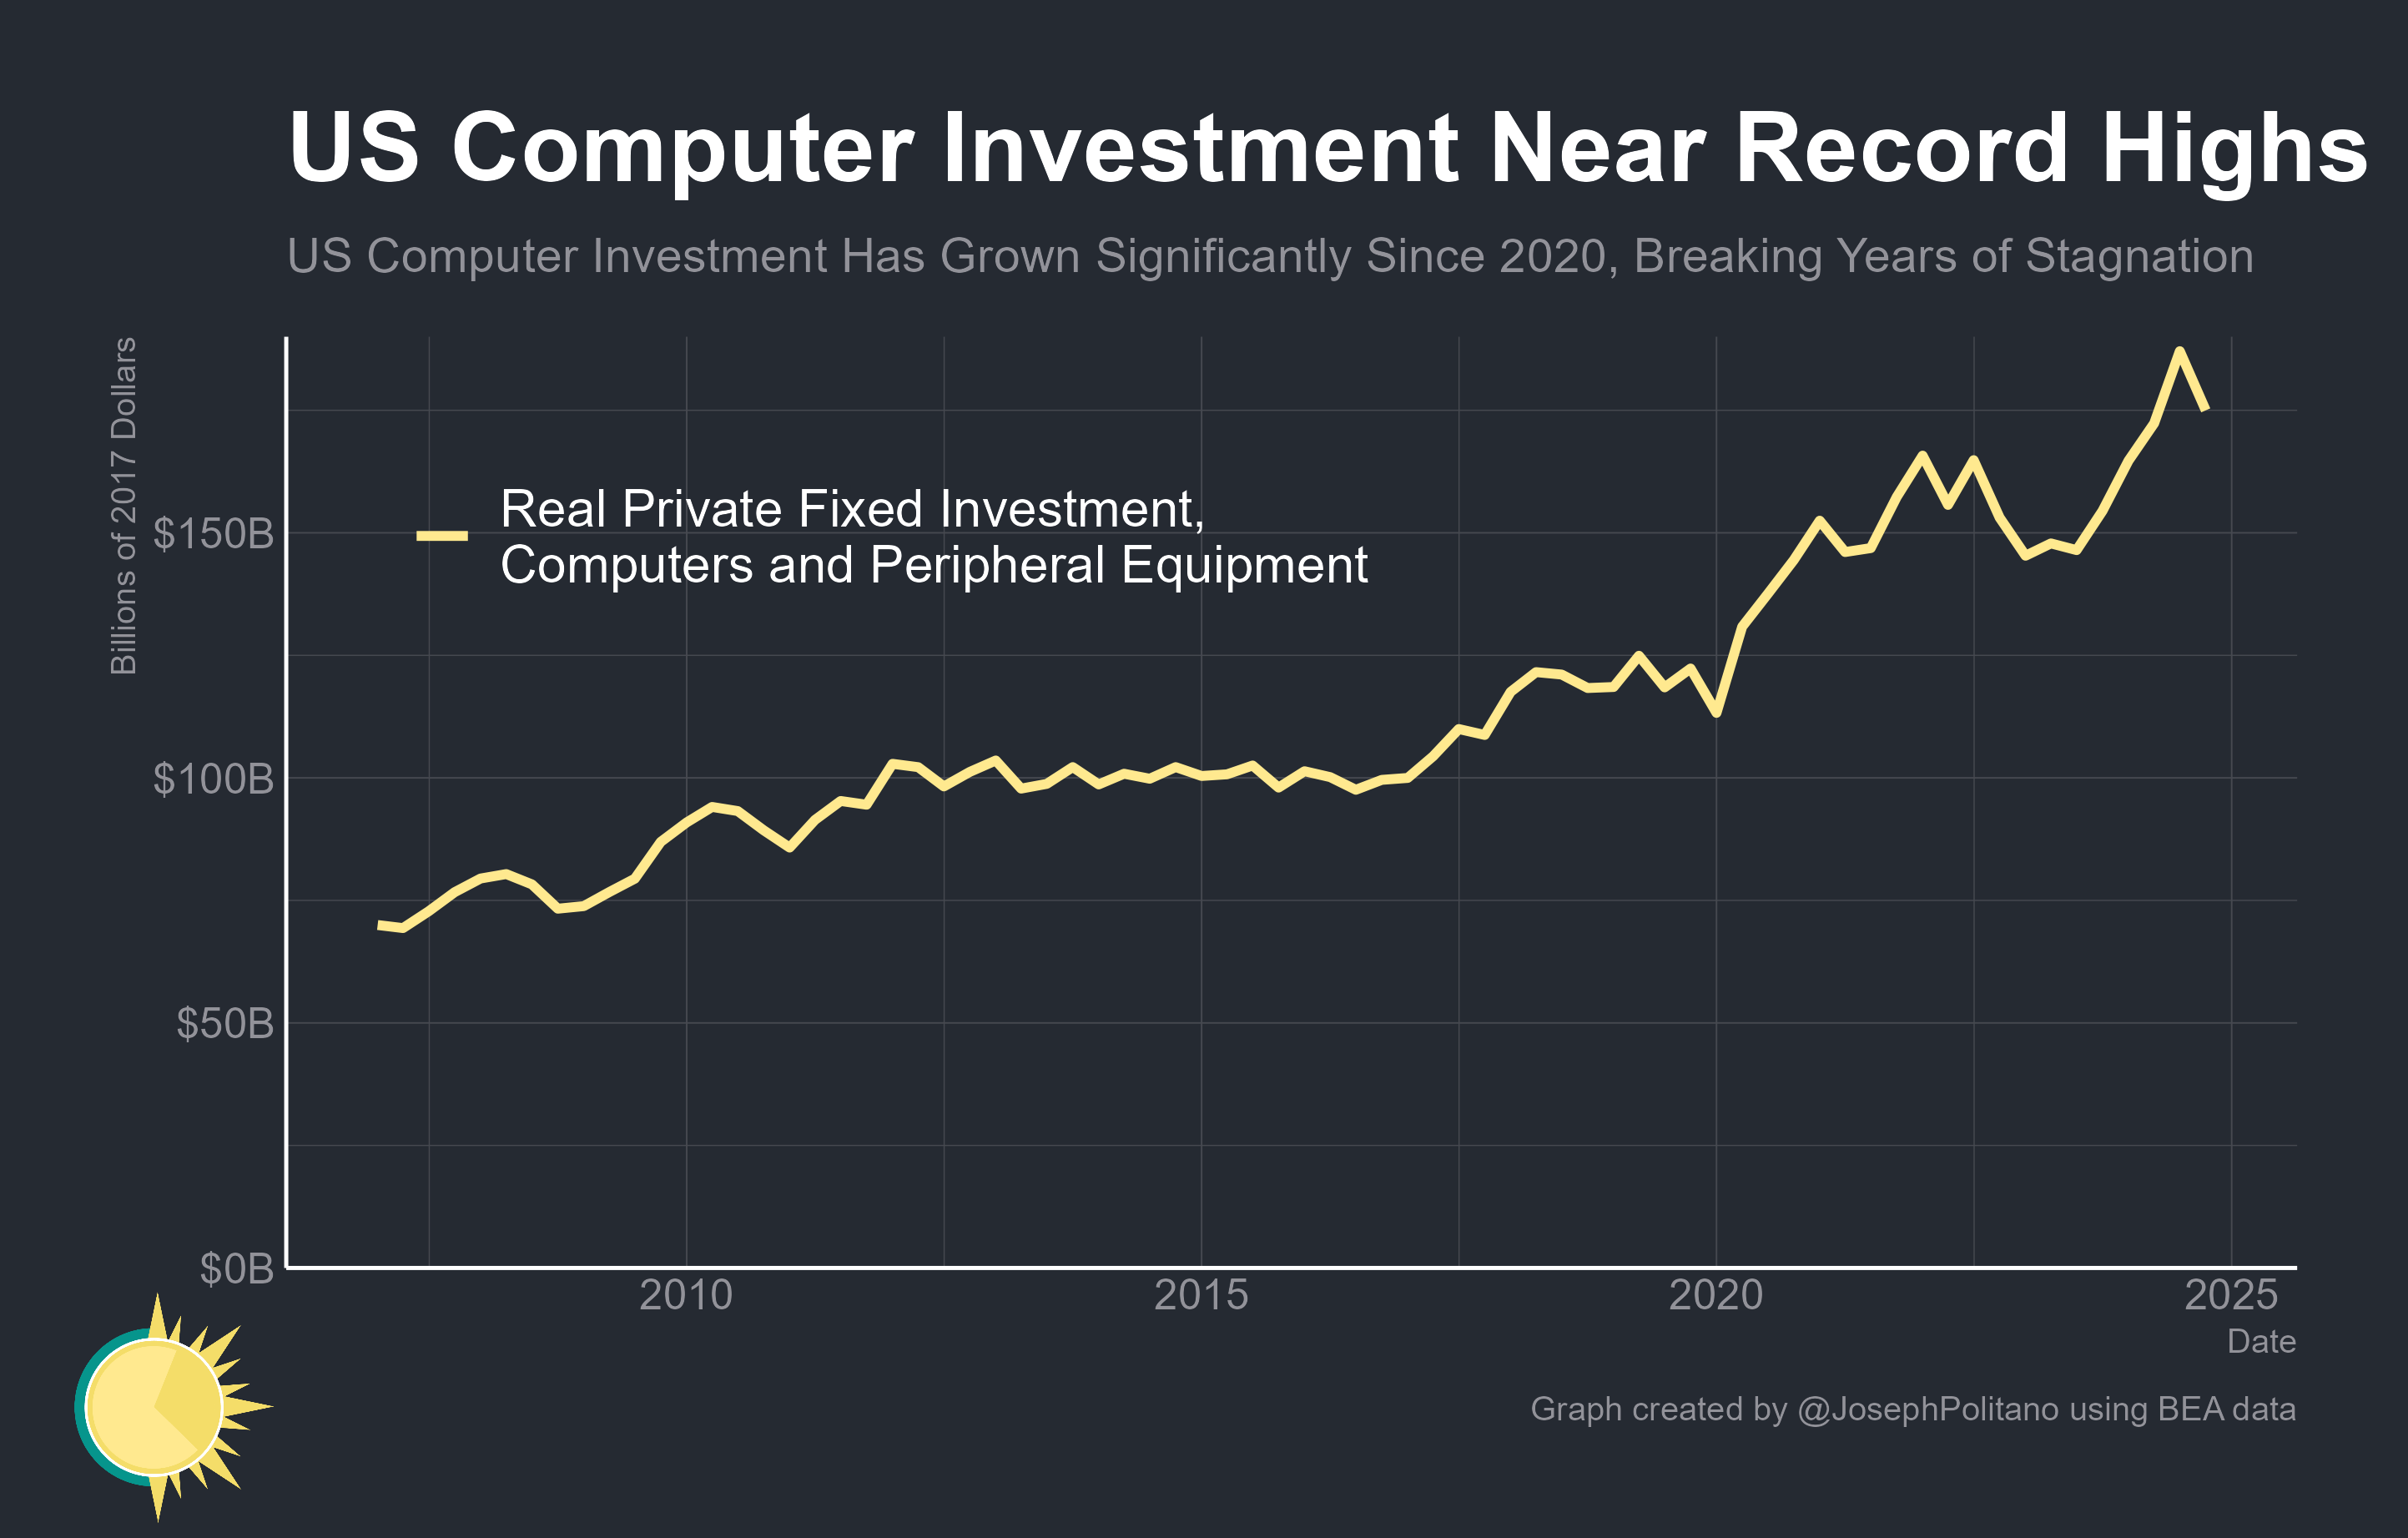 US Computer Investment Near Record Highs
US Computer Investment Has Grown Significantly Since 2020, Breaking Years of Stagnation
Billions of 2017 Dollars
Real Private Fixed Investment,
Computers and Peripheral Equipment
$150B
$100B
$50B
$0B
2010
2015
2020
2025
Date
Graph created by @JosephPolitano using BEA data